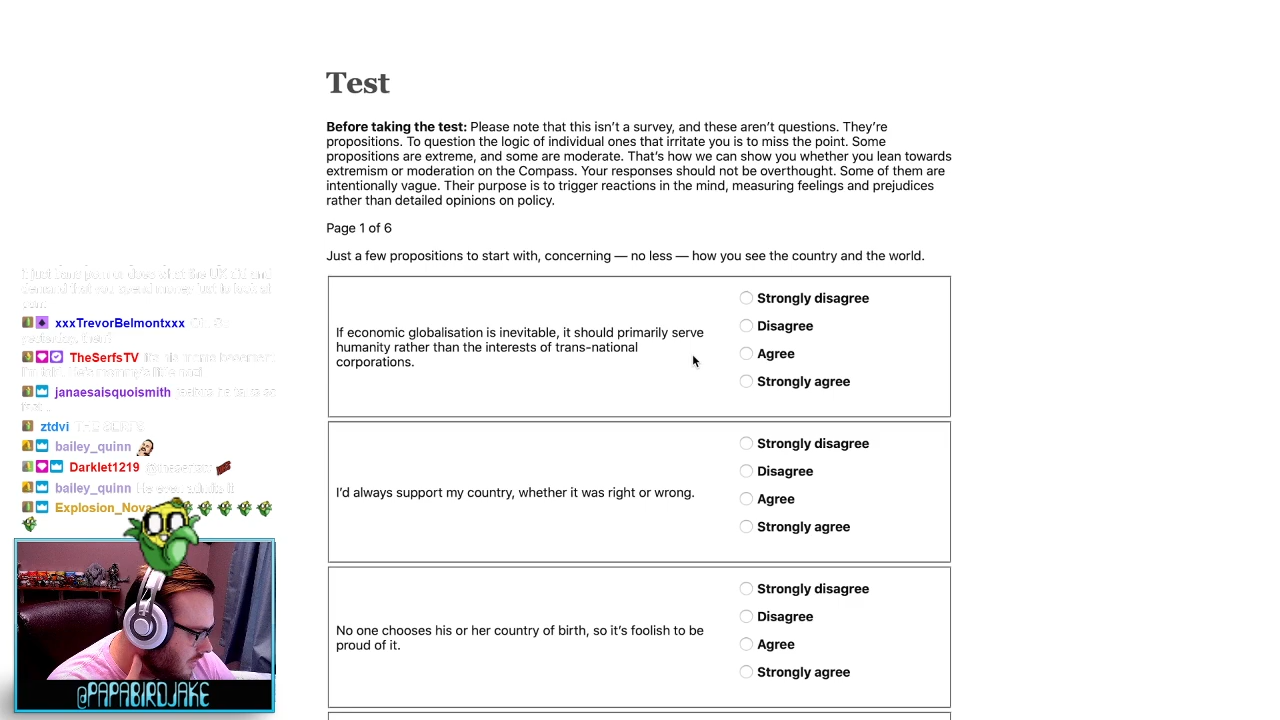 Test
Before taking the test: Please note that this isn't a survey, and these aren't questions. They're
propositions. To question the logic of individual ones that irritate you is to miss the point. Some
propositions are extreme, and some are moderate. That's how we can show you whether you lean towards
extremism or moderation on the Compass. Your responses should not be overthought. Some of them are
intentionally vague. Their purpose is to trigger reactions in the mind, measuring feelings and prejudices
rather than detailed opinions on policy.
Page 1 of 6
Just a few propositions to start with, concerning — no less — how you see the country and the world.
If economic globalisation is inevitable, it should primarily serve
humanity rather than the interests of trans-national
corporations.
Strongly disagree
Disagree
Agree
Strongly agree
I'd always support my country, whether it was right or wrong.
Strongly disagree
Disagree
Agree
Strongly agree
No one chooses his or her country of birth, so it's foolish to be
proud of it.
Strongly disagree
Disagree
Agree
Strongly agree
xxxTrevorBelmontxxx
TheSerfsTV
janaesaisquoismith
ztdvi THE SERFS
bailey_quinn
Darklet1219
bailey_quinn He even admits it
Explosion_Nova
@PAPABIRDJAKE